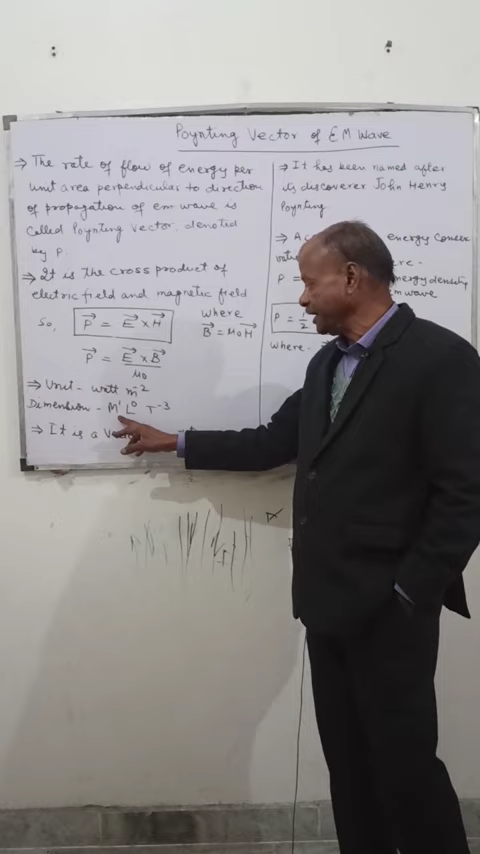 Poynting Vector of EM Wave
⇒ The rate of flow of energy per
unit area perpendicular to direction
of propagation of em wave is
called Poynting vector, denoted
by P.
⇒ It is the cross product of
electric field and magnetic field
So, P⃗ = E⃗ × H⃗ where
B⃗ = μ₀H⃗
P⃗ = E⃗ × B⃗ / μ₀
⇒ Unit - watt m⁻²
Dimension - M¹ L⁰ T⁻³
⇒ It is a
⇒ It has been named after
its discoverer John Henry
Poynting
⇒ energy conser
P = energy density
em wave
P = 1/2
where -